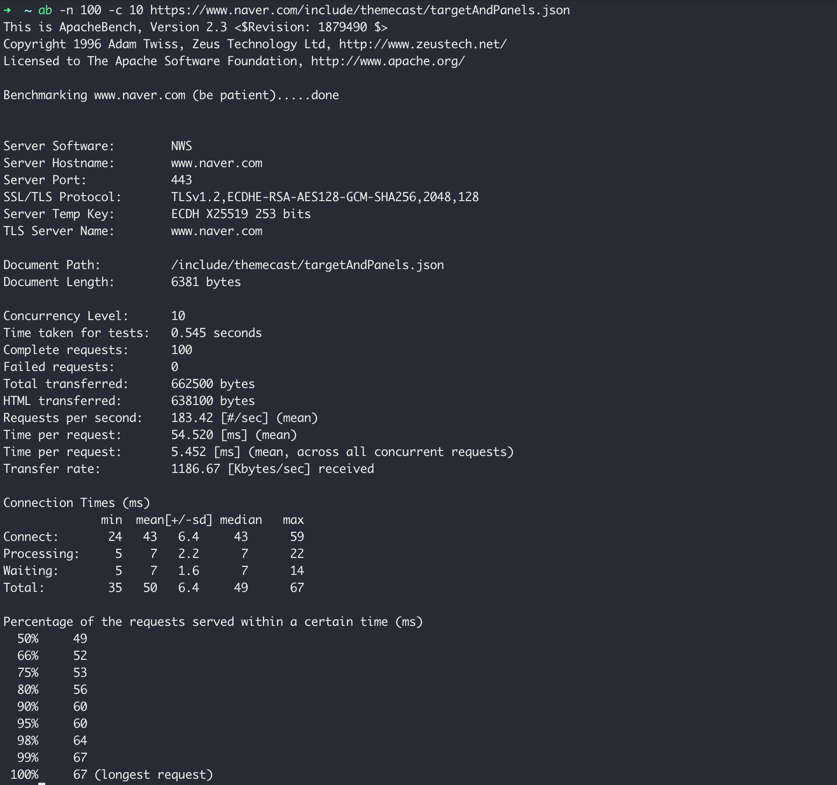 → ~ ab -n 100 -c 10 https://www.naver.com/include/themecast/targetAndPanels.json
This is ApacheBench, Version 2.3 <$Revision: 1879490 $>
Copyright 1996 Adam Twiss, Zeus Technology Ltd, http://www.zeustech.net/
Licensed to The Apache Software Foundation, http://www.apache.org/

Benchmarking www.naver.com (be patient).....done


Server Software:        NWS
Server Hostname:        www.naver.com
Server Port:            443
SSL/TLS Protocol:       TLSv1.2,ECDHE-RSA-AES128-GCM-SHA256,2048,128
Server Temp Key:        ECDH X25519 253 bits
TLS Server Name:        www.naver.com

Document Path:          /include/themecast/targetAndPanels.json
Document Length:        6381 bytes

Concurrency Level:      10
Time taken for tests:   0.545 seconds
Complete requests:      100
Failed requests:        0
Total transferred:      662500 bytes
HTML transferred:       638100 bytes
Requests per second:    183.42 [#/sec] (mean)
Time per request:       54.520 [ms] (mean)
Time per request:       5.452 [ms] (mean, across all concurrent requests)
Transfer rate:          1186.67 [Kbytes/sec] received

Connection Times (ms)
              min  mean[+/-sd] median   max
Connect:       24   43   6.4     43      59
Processing:     5    7   2.2      7      22
Waiting:        5    7   1.6      7      14
Total:         35   50   6.4     49      67

Percentage of the requests served within a certain time (ms)
  50%     49
  66%     52
  75%     53
  80%     56
  90%     60
  95%     60
  98%     64
  99%     67
 100%     67 (longest request)